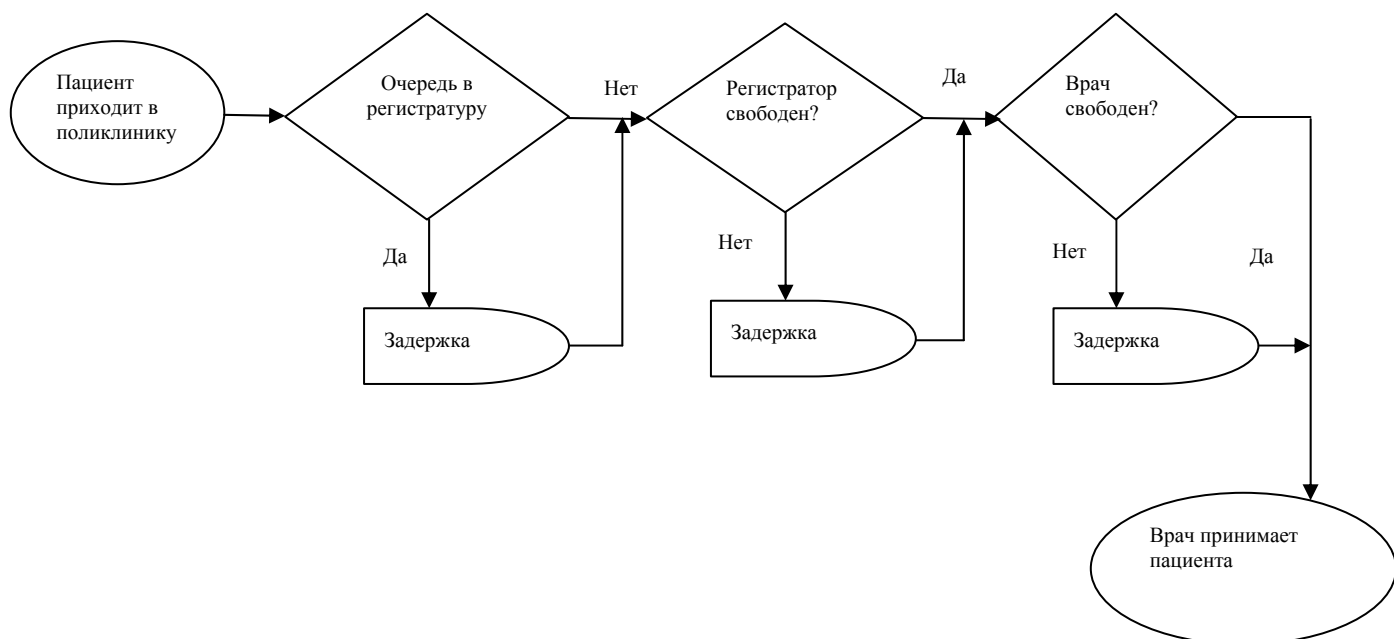 Пациент
приходит в
поликлинику
Очередь в
регистратуру
Нет
Регистратор
свободен?
Да
Врач
свободен?
Да
Нет
Нет
Да
Задержка
Задержка
Задержка
Врач принимает
пациента